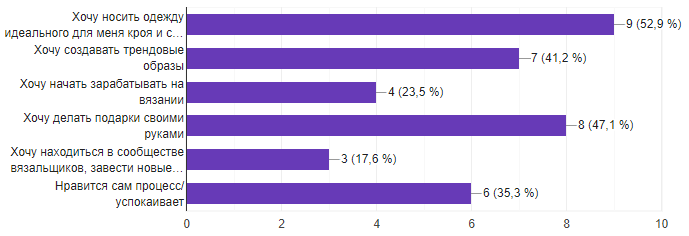 Хочу носить одежду
идеального для меня кроя и с…
9 (52,9 %)
Хочу создавать трендовые
образы
7 (41,2 %)
Хочу начать зарабатывать на
вязании
4 (23,5 %)
Хочу делать подарки своими
руками
8 (47,1 %)
Хочу находиться в сообществе
вязальщиков, завести новые…
3 (17,6 %)
Нравится сам процесс/
успокаивает
6 (35,3 %)
0 2 4 6 8 10